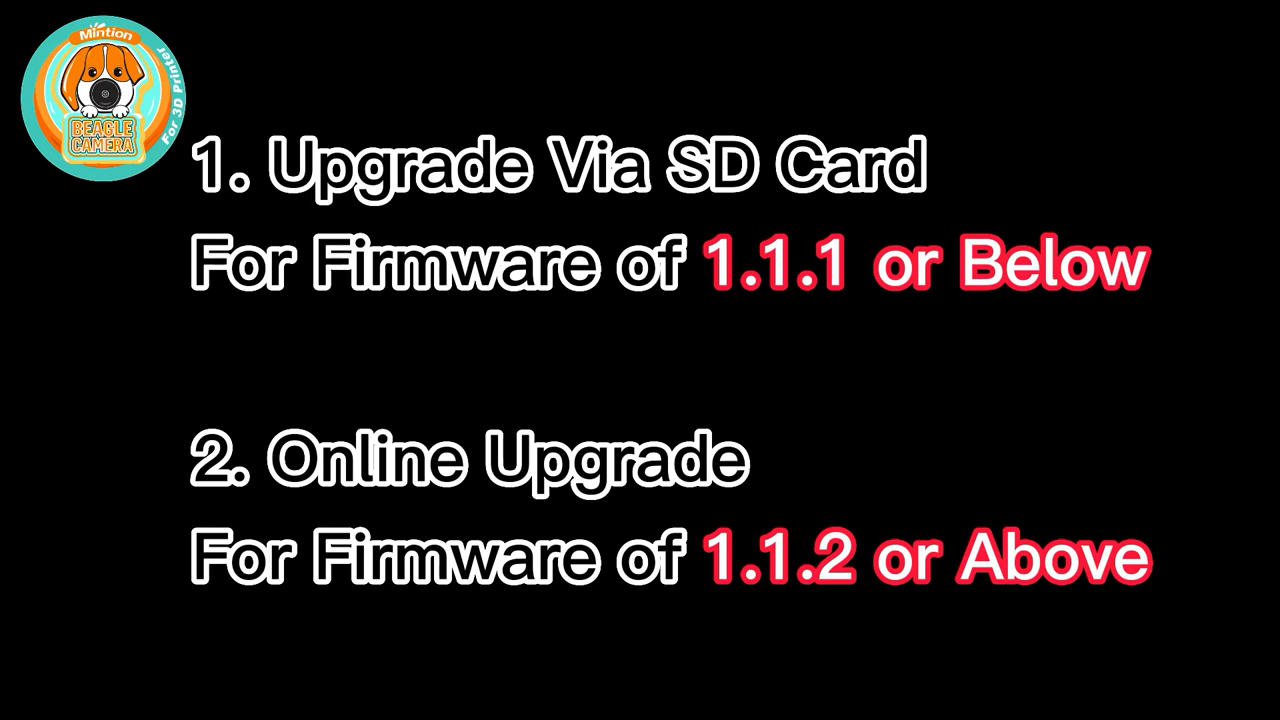 Mintion
For 3D Printer
BEAGLE
CAMERA
1. Upgrade Via SD Card
For Firmware of 1.1.1 or Below
2. Online Upgrade
For Firmware of 1.1.2 or Above